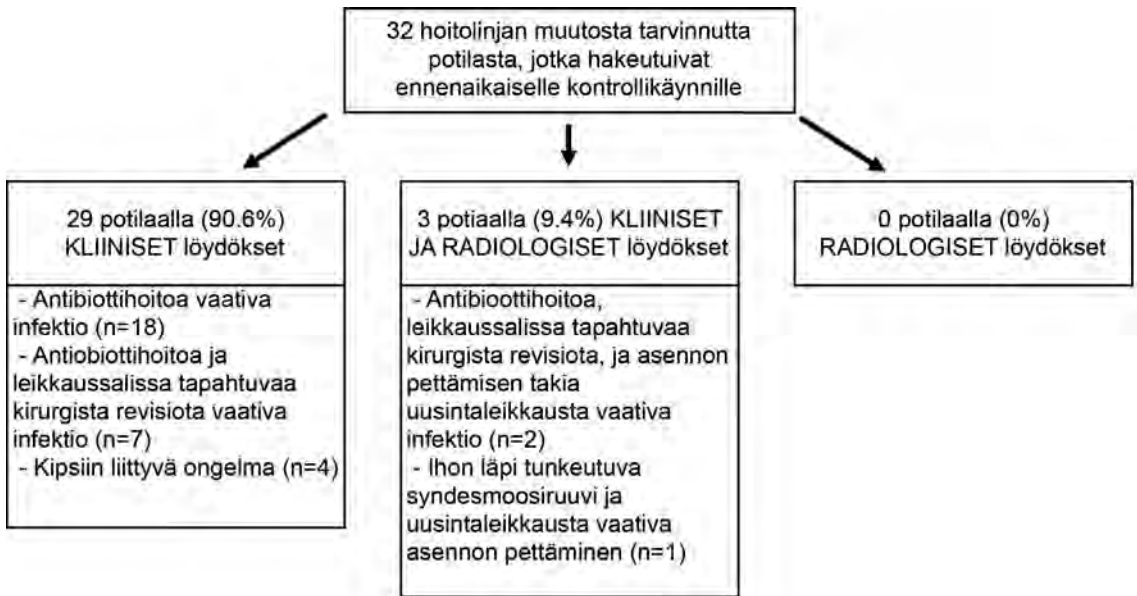 32 hoitolinjan muutosta tarvinnutta
potilasta, jotka hakeutuivat
ennenaikaiselle kontrollikäynnille
29 potilaalla (90.6%)
KLIINISET löydökset
- Antibiottihoitoa vaativa
infektio (n=18)
- Antiobiottihoitoa ja
leikkaussalissa tapahtuvaa
kirurgista revisiota vaativa
infektio (n=7)
- Kipsiin liittyvä ongelma (n=4)
3 potiaalla (9.4%) KLIINISET
JA RADIOLOGISET löydökset
- Antibioottihoitoa,
leikkaussalissa tapahtuvaa
kirurgista revisiota, ja asennon
pettämisen takia
uusintaleikkausta vaativa
infektio (n=2)
- Ihon läpi tunkeutuva
syndesmoosiruuvi ja
uusintaleikkausta vaativa
asennon pettäminen (n=1)
0 potilaalla (0%)
RADIOLOGISET löydökset